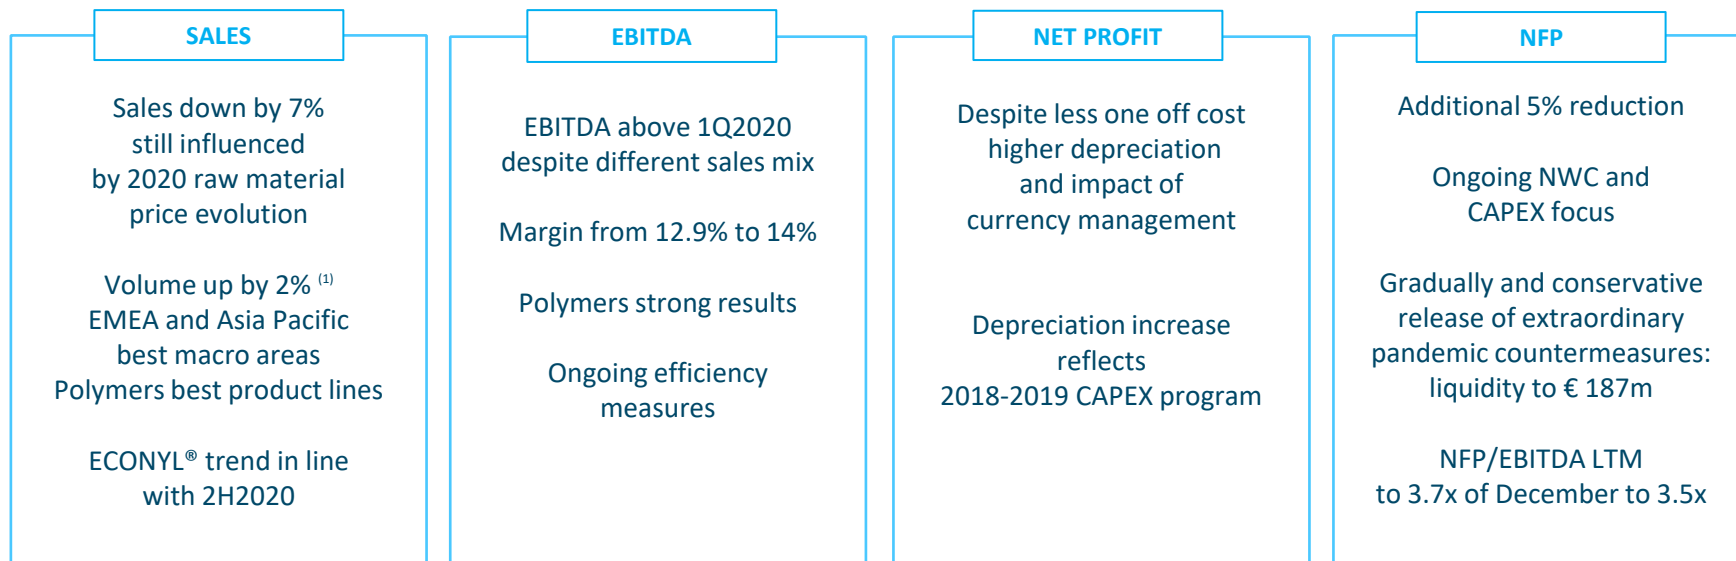 SALES
Sales down by 7%
still influenced
by 2020 raw material
price evolution
Volume up by 2% (1)
EMEA and Asia Pacific
best macro areas
Polymers best product lines
ECONYL® trend in line
with 2H2020
EBITDA
EBITDA above 1Q2020
despite different sales mix
Margin from 12.9% to 14%
Polymers strong results
Ongoing efficiency
measures
NET PROFIT
Despite less one off cost
higher depreciation
and impact of
currency management
Depreciation increase
reflects
2018-2019 CAPEX program
NFP
Additional 5% reduction
Ongoing NWC and
CAPEX focus
Gradually and conservative
release of extraordinary
pandemic countermeasures:
liquidity to € 187m
NFP/EBITDA LTM
to 3.7x of December to 3.5x